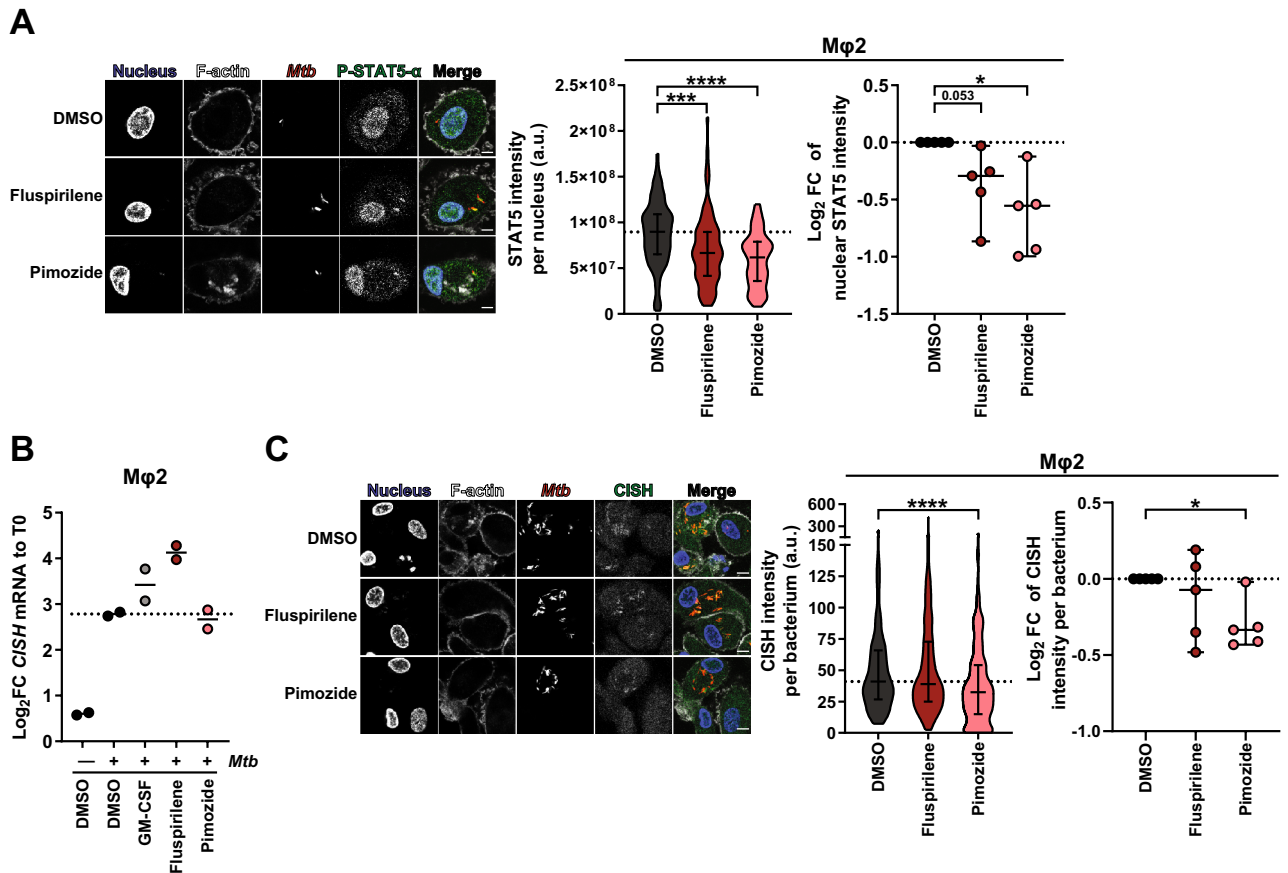 A
Mφ2
Nucleus F-actin Mtb P-STAT5-α Merge
DMSO
Fluspirilene
Pimozide
STAT5 intensity
per nucleus (a.u.)
2.5×10⁸
2×10⁸
1.5×10⁸
1×10⁸
5×10⁷
0
****
***
DMSO
Fluspirilene
Pimozide
Log₂ FC of
nuclear STAT5 intensity
0.0
-0.5
-1.0
-1.5
*
0.053
DMSO
Fluspirilene
Pimozide
B
Mφ2
Log₂FC CISH mRNA to T0
5
4
3
2
1
0
— + + + + Mtb
DMSO
DMSO
GM-CSF
Fluspirilene
Pimozide
C
Mφ2
Nucleus F-actin Mtb CISH Merge
DMSO
Fluspirilene
Pimozide
CISH intensity
per bacterium (a.u.)
600
300
150
125
100
75
50
25
0
****
DMSO
Fluspirilene
Pimozide
Log₂ FC of CISH
intensity per bacterium
0.5
0.0
-0.5
-1.0
*
DMSO
Fluspirilene
Pimozide